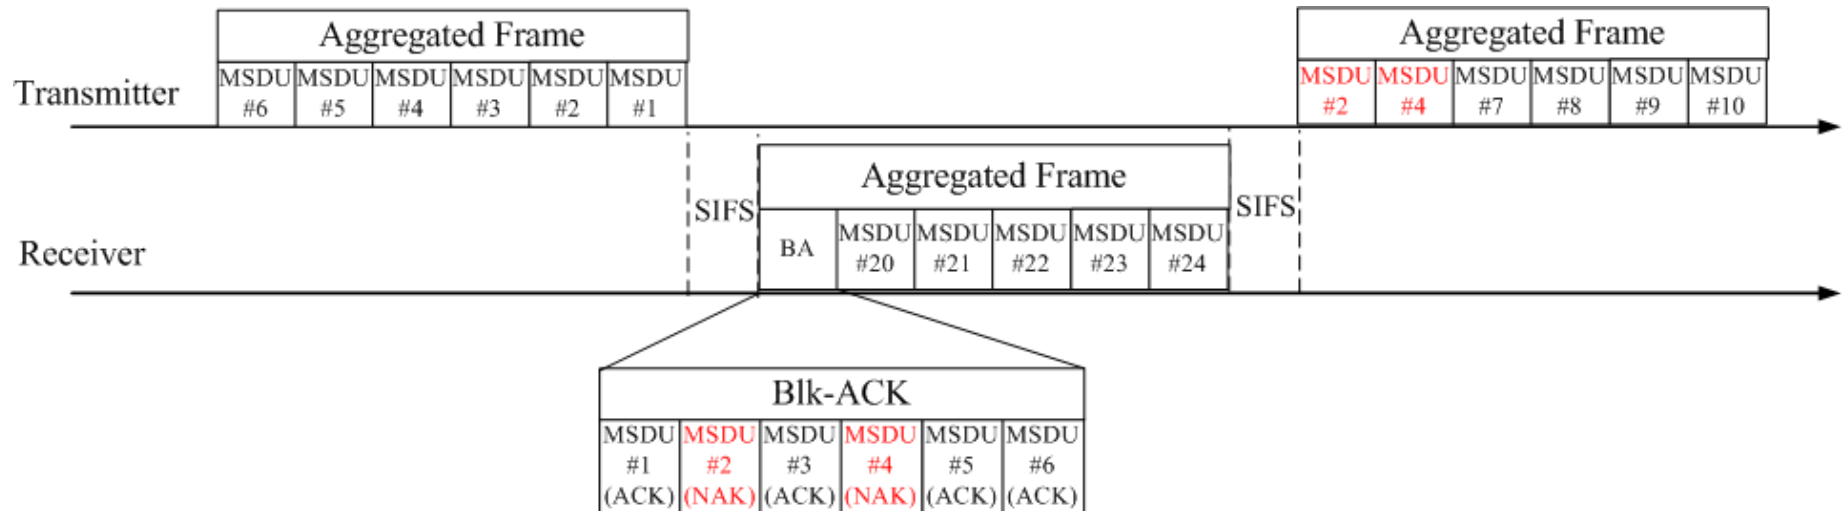 Aggregated Frame
MSDU MSDU MSDU MSDU MSDU MSDU
#6 #5 #4 #3 #2 #1
Transmitter
Aggregated Frame
MSDU MSDU MSDU MSDU MSDU MSDU
#2 #4 #7 #8 #9 #10
SIFS
Aggregated Frame
SIFS
Receiver
BA
MSDU MSDU MSDU MSDU MSDU
#20 #21 #22 #23 #24
Blk-ACK
MSDU MSDU MSDU MSDU MSDU MSDU
#1 #2 #3 #4 #5 #6
(ACK) (NAK) (ACK) (NAK) (ACK) (ACK)